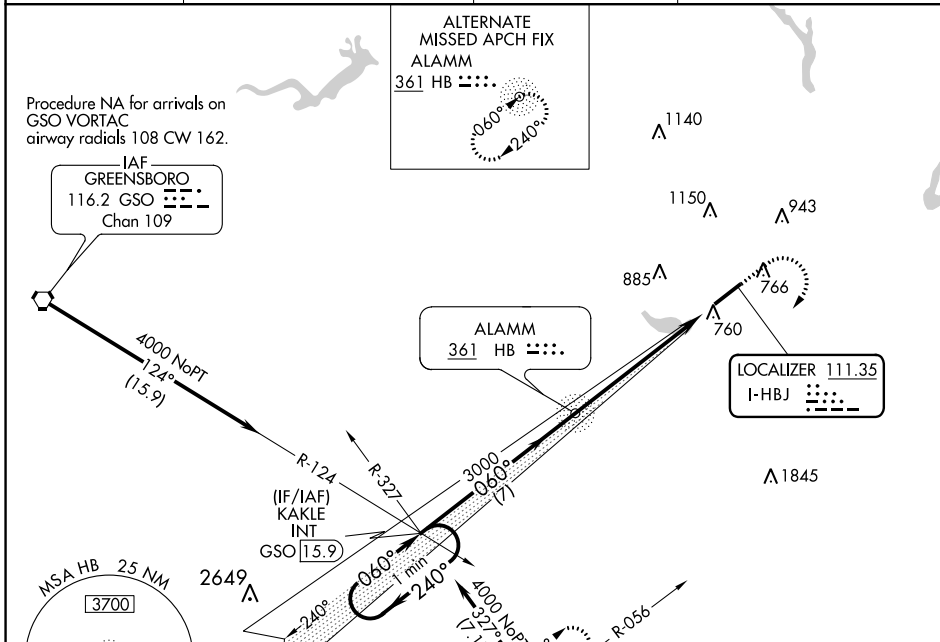 ALTERNATE
MISSED APCH FIX
ALAMM
361 HB
060°
240°
Procedure NA for arrivals on
GSO VORTAC
airway radials 108 CW 162.
IAF
GREENSBORO
116.2 GSO
Chan 109
1140
1150
943
885
766
760
4000 NoPT
124°
(15.9)
ALAMM
361 HB
LOCALIZER 111.35
I-HBJ
R-124
R-327
3000
060°
(7)
1845
(IF/IAF)
KAKLE
INT
GSO 15.9
060°
1 min
240°
240°
2649
MSA HB 25 NM
3700
4000 NoPT
327°
R-056